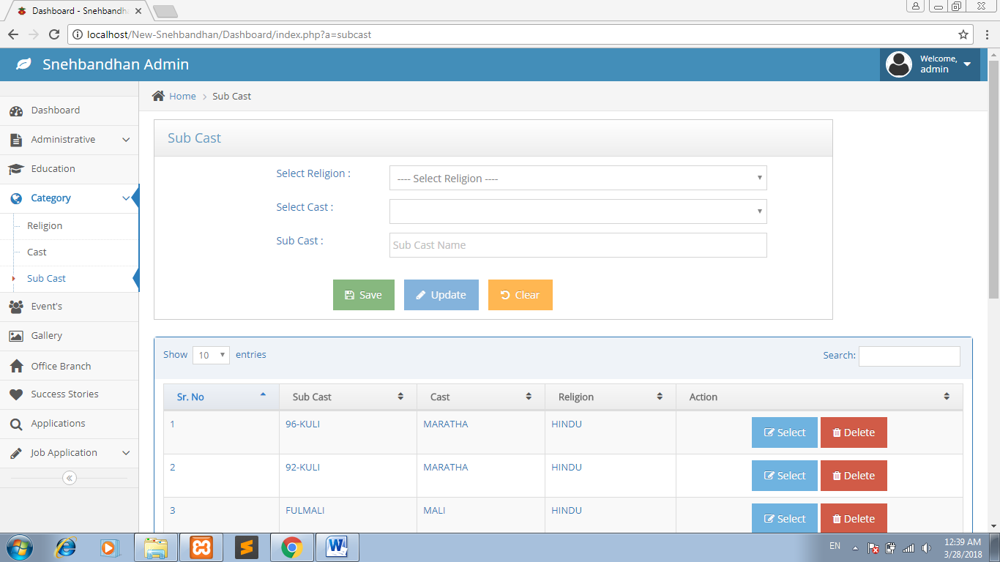 Dashboard - Snehbandh
localhost/New-Snehbandhan/Dashboard/index.php?a=subcast
Snehbandhan Admin
Welcome,
admin
Home > Sub Cast
Dashboard
Administrative
Education
Category
Religion
Cast
Sub Cast
Event's
Gallery
Office Branch
Success Stories
Applications
Job Application
Sub Cast
Select Religion :
---- Select Religion ----
Select Cast :
Sub Cast :
Sub Cast Name
Save Update Clear
Show 10 entries
Search:
Sr. No Sub Cast Cast Religion Action
1 96-KULI MARATHA HINDU Select Delete
2 92-KULI MARATHA HINDU Select Delete
3 FULMALI MALI HINDU Select Delete
EN
12:39 AM
3/28/2018